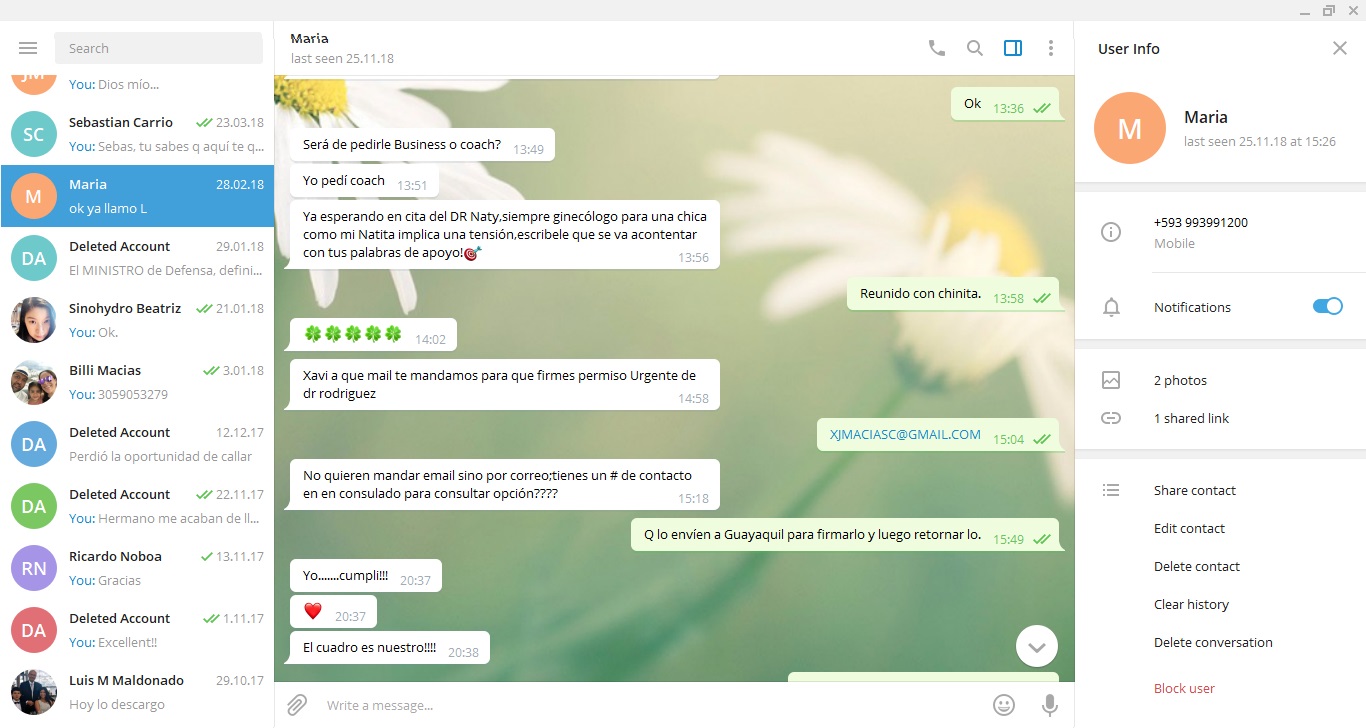 Search
JM
You: Dios mío...
SC
Sebastian Carrio
23.03.18
You: Sebas, tu sabes q aquí te q...
M
Maria
28.02.18
ok ya llamo L
DA
Deleted Account
29.01.18
El MINISTRO de Defensa, defini...
Sinohydro Beatriz
21.01.18
You: Ok.
Billi Macias
3.01.18
You: 3059053279
DA
Deleted Account
12.12.17
Perdió la oportunidad de callar
DA
Deleted Account
22.11.17
You: Hermano me acaban de ll...
RN
Ricardo Noboa
13.11.17
You: Gracias
DA
Deleted Account
1.11.17
You: Excellent!!
Luis M Maldonado
29.10.17
Hoy lo descargo
Maria
last seen 25.11.18
Ok 13:36
Será de pedirle Business o coach? 13:49
Yo pedí coach 13:51
Ya esperando en cita del DR Naty,siempre ginecólogo para una chica
como mi Natita implica una tensión,escribele que se va acontentar
con tus palabras de apoyo!🎯 13:56
Reunido con chinita. 13:58
🍀🍀🍀🍀🍀 14:02
Xavi a que mail te mandamos para que firmes permiso Urgente de
dr rodriguez 14:58
XJMACIASC@GMAIL.COM 15:04
No quieren mandar email sino por correo;tienes un # de contacto
en en consulado para consultar opción???? 15:18
Q lo envíen a Guayaquil para firmarlo y luego retornar lo. 15:49
Yo.......cumpli!!! 20:37
❤️ 20:37
El cuadro es nuestro!!!! 20:38
Write a message...
User Info
M
Maria
last seen 25.11.18 at 15:26
+593 993991200
Mobile
Notifications
2 photos
1 shared link
Share contact
Edit contact
Delete contact
Clear history
Delete conversation
Block user